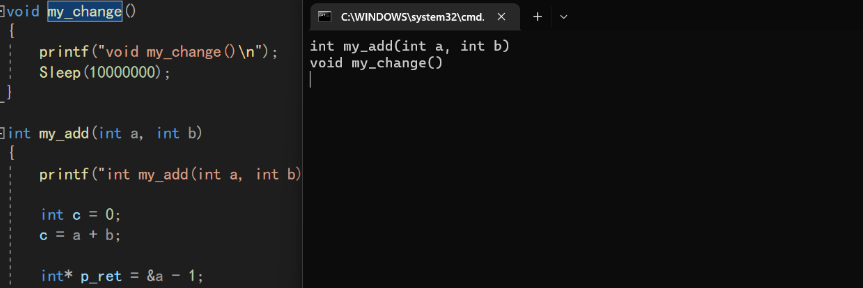 void my_change()
{
printf("void my_change()\n");
Sleep(10000000);
}
int my_add(int a, int b)
{
printf("int my_add(int a, int b)
int c = 0;
c = a + b;
int* p_ret = &a - 1;
C:\WINDOWS\system32\cmd.
int my_add(int a, int b)
void my_change()